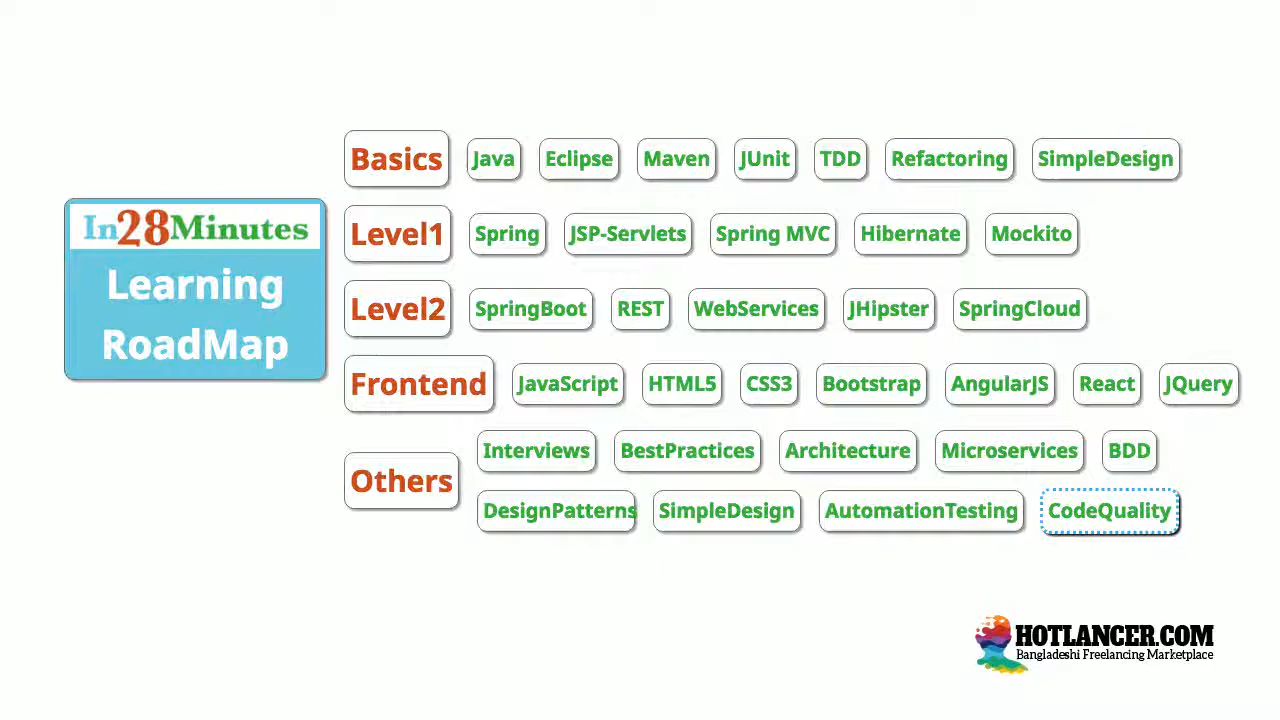 In28Minutes
Learning
RoadMap
Basics Java Eclipse Maven JUnit TDD Refactoring SimpleDesign
Level1 Spring JSP-Servlets Spring MVC Hibernate Mockito
Level2 SpringBoot REST WebServices JHipster SpringCloud
Frontend JavaScript HTML5 CSS3 Bootstrap AngularJS React JQuery
Others
Interviews BestPractices Architecture Microservices BDD
DesignPatterns SimpleDesign AutomationTesting CodeQuality
HOTLANCER.COM
Bangladeshi Freelancing Marketplace